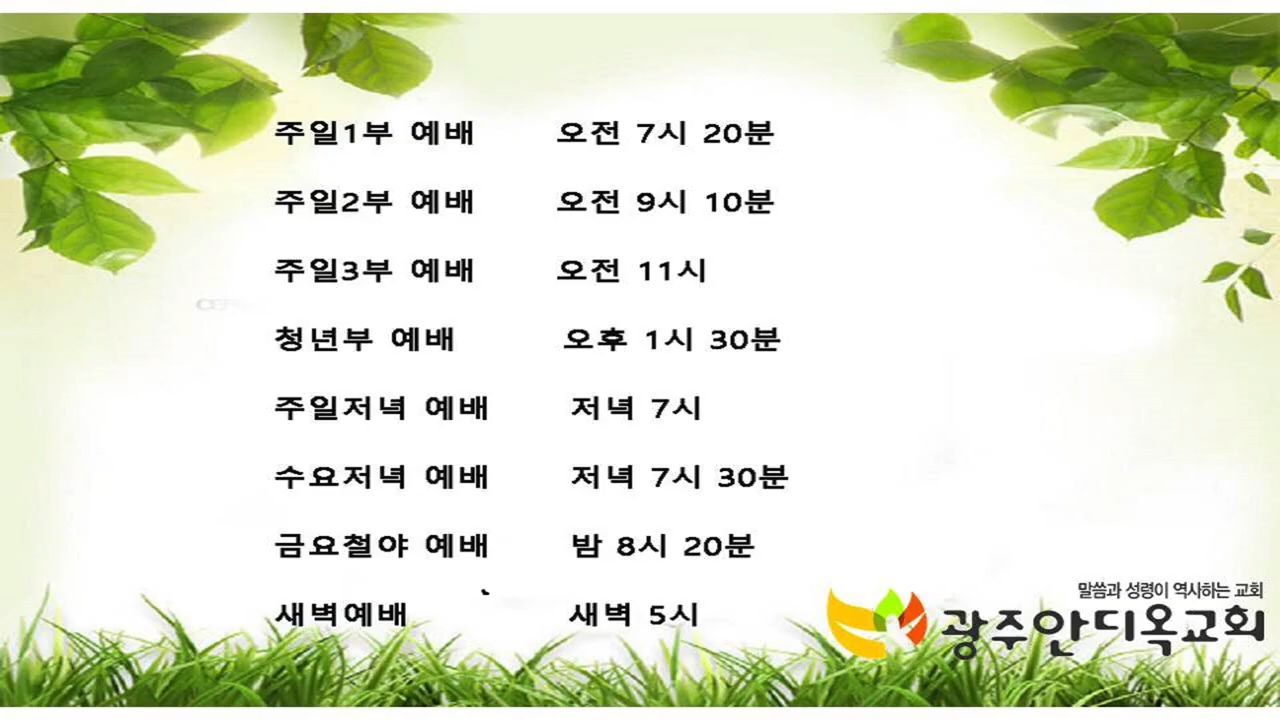 주일1부 예배 오전 7시 20분
주일2부 예배 오전 9시 10분
주일3부 예배 오전 11시
청년부 예배 오후 1시 30분
주일저녁 예배 저녁 7시
수요저녁 예배 저녁 7시 30분
금요철야 예배 밤 8시 20분
새벽예배 새벽 5시
말씀과 성령이 역사하는 교회
광주안디옥교회